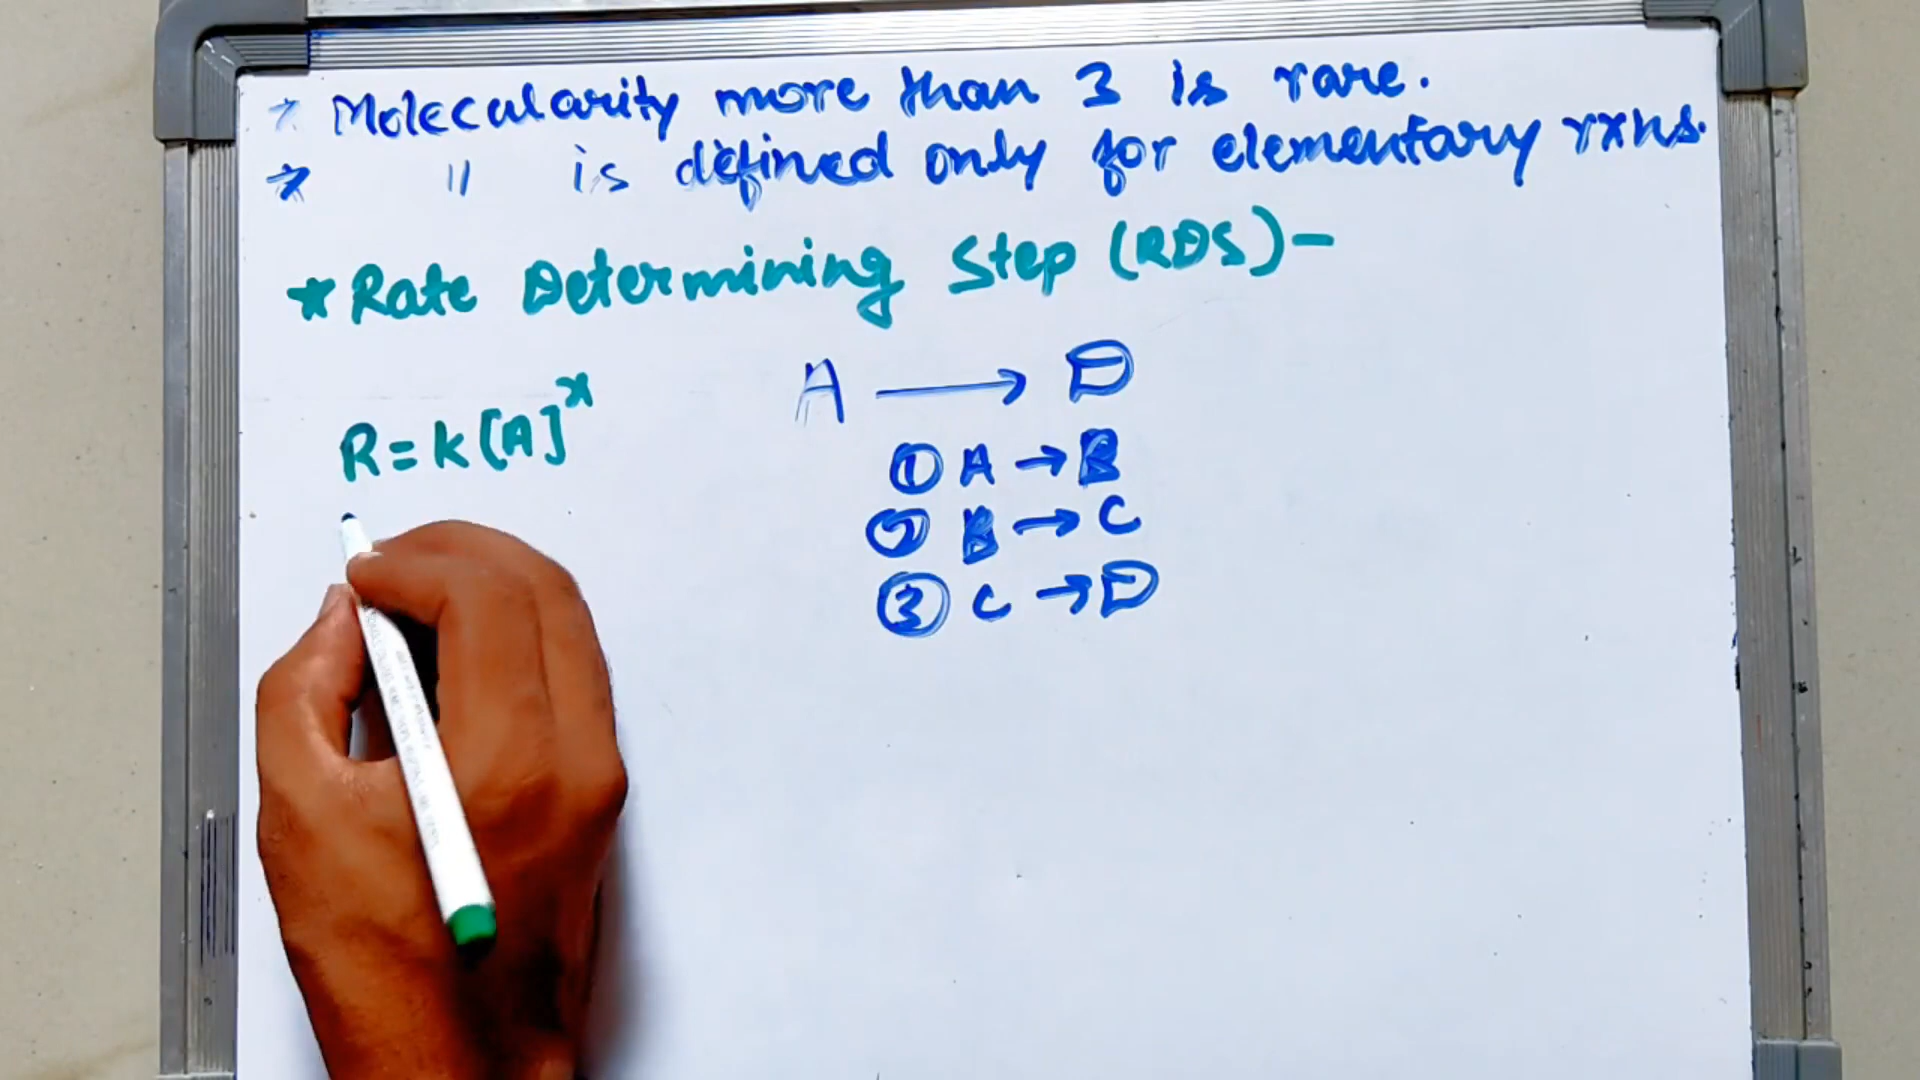 * Molecularity more than 3 is rare.
* " is defined only for elementary rxns.
* Rate Determining Step (RDS) -
A → D
R = k[A]^x
① A → B
② B → C
③ C → D